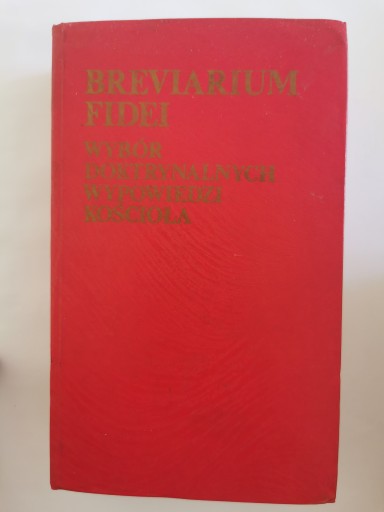 BREVIARIUM
FIDEI
WYBÓR
DOKTRYNALNYCH
WYPOWIEDZI
KOŚCIOŁA